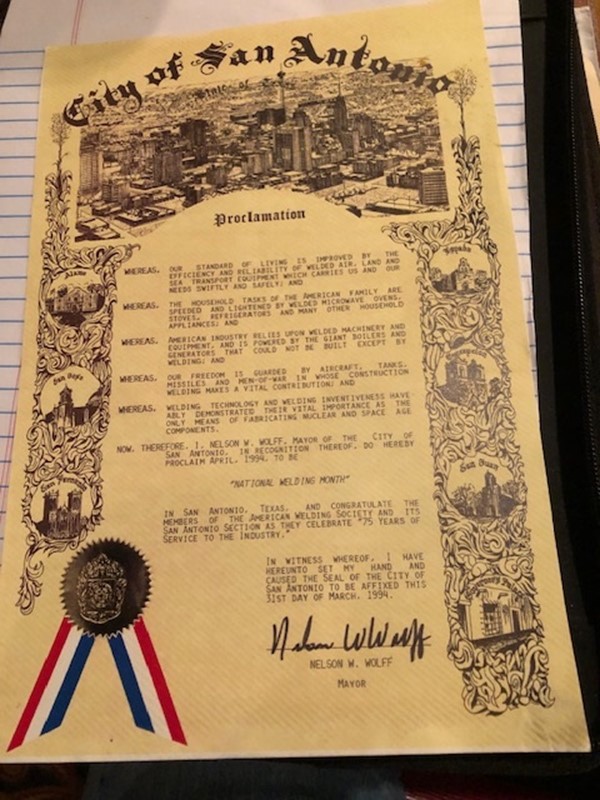 City of San Antonio
State of Texas
Proclamation
Alamo
Espada
San Jose
Concepcion
San Fernando
San Juan
WHEREAS, OUR STANDARD OF LIVING IS IMPROVED BY THE
EFFICIENCY AND RELIABILITY OF WELDED AIR, LAND AND
SEA TRANSPORT EQUIPMENT WHICH CARRIES US AND OUR
NEEDS SWIFTLY AND SAFELY; AND
WHEREAS, THE HOUSEHOLD TASKS OF THE AMERICAN FAMILY ARE
SPEEDED AND LIGHTENED BY WELDED MICROWAVE OVENS,
STOVES, REFRIGERATORS AND MANY OTHER HOUSEHOLD
APPLIANCES; AND
WHEREAS, AMERICAN INDUSTRY RELIES UPON WELDED MACHINERY AND
EQUIPMENT, AND IS POWERED BY THE GIANT BOILERS AND
GENERATORS THAT COULD NOT BE BUILT EXCEPT BY
WELDING; AND
WHEREAS, OUR FREEDOM IS GUARDED BY AIRCRAFT, TANKS,
MISSILES AND MEN-OF-WAR IN WHOSE CONSTRUCTION
WELDING MAKES A VITAL CONTRIBUTION; AND
WHEREAS, WELDING TECHNOLOGY AND WELDING INVENTIVENESS HAVE
ABLY DEMONSTRATED THEIR VITAL IMPORTANCE AS THE
ONLY MEANS OF FABRICATING NUCLEAR AND SPACE AGE
COMPONENTS.
NOW, THEREFORE, I, NELSON W. WOLFF, MAYOR OF THE CITY OF
SAN ANTONIO, IN RECOGNITION THEREOF, DO HEREBY
PROCLAIM APRIL, 1994, TO BE
"NATIONAL WELDING MONTH"
IN SAN ANTONIO, TEXAS, AND CONGRATULATE THE
MEMBERS OF THE AMERICAN WELDING SOCIETY AND ITS
SAN ANTONIO SECTION AS THEY CELEBRATE "75 YEARS OF
SERVICE TO THE INDUSTRY."
IN WITNESS WHEREOF, I HAVE
HEREUNTO SET MY HAND AND
CAUSED THE SEAL OF THE CITY OF
SAN ANTONIO TO BE AFFIXED THIS
31ST DAY OF MARCH, 1994.
Nelson W Wolff
NELSON W. WOLFF
MAYOR